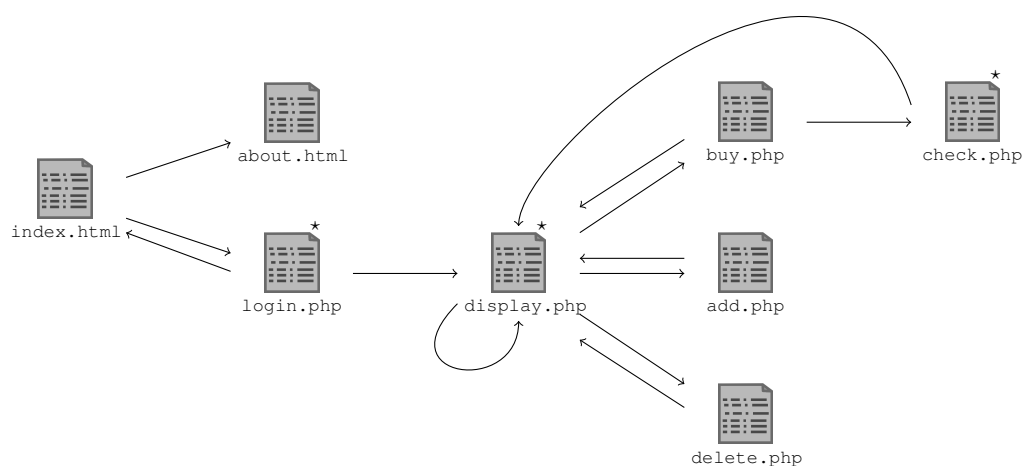 about.html
buy.php
⋆
check.php
index.html
⋆
login.php
⋆
display.php
add.php
delete.php